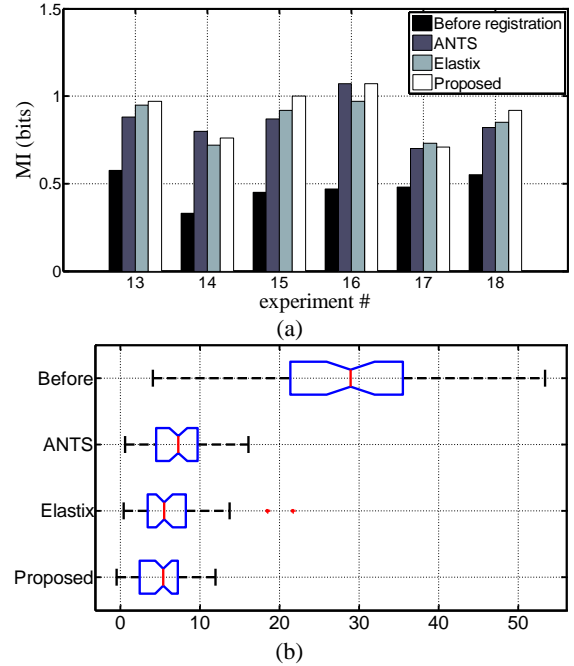 1.5
1
0.5
0
MI (bits)
Before registration
ANTS
Elastix
Proposed
13 14 15 16 17 18
experiment #
(a)
Before
ANTS
Elastix
Proposed
0 10 20 30 40 50
(b)